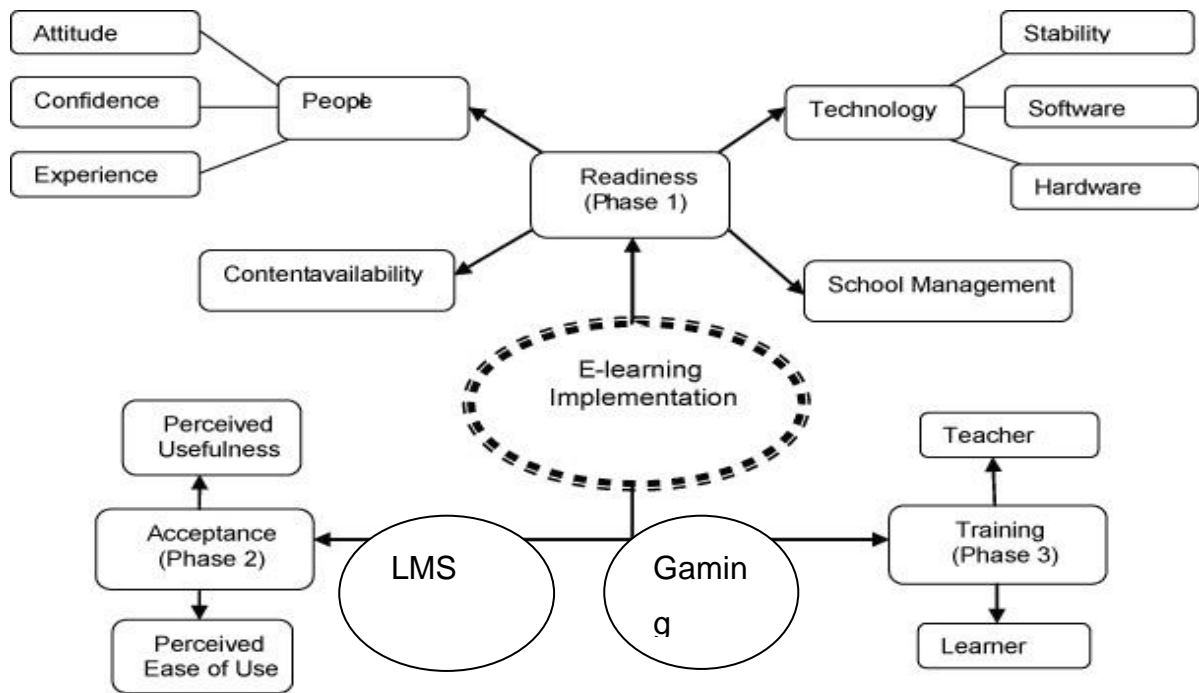 Attitude
Stability
Confidence
People
Technology
Software
Experience
Readiness
(Phase 1)
Hardware
Contentavailability
School Management
E-learning
Implementation
Perceived
Usefulness
Teacher
Acceptance
(Phase 2)
LMS
Gamin
g
Training
(Phase 3)
Perceived
Ease of Use
Learner